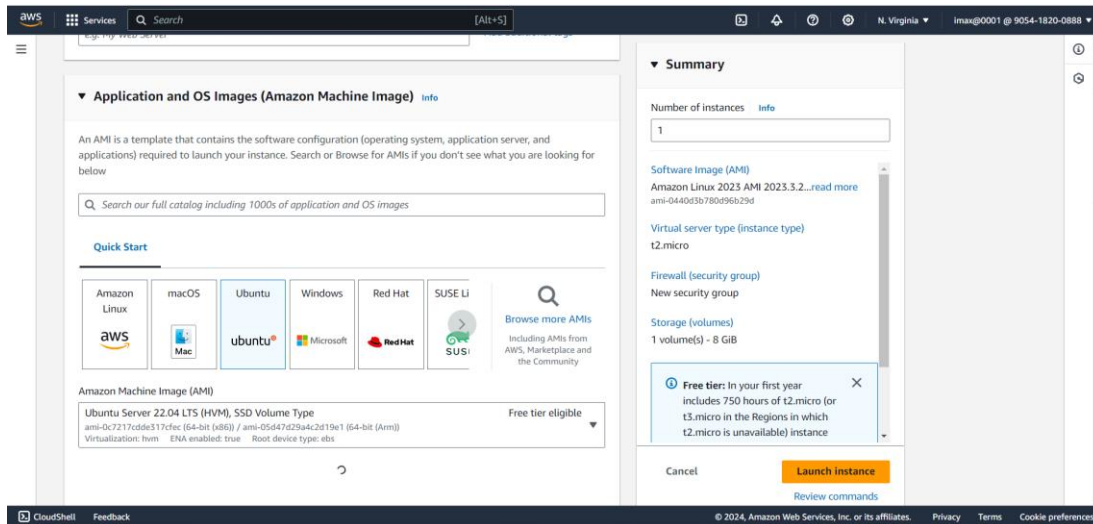 aws
Services
Search
[Alt+S]
N. Virginia
imax@0001 @ 9054-1820-0888
e.g. My Web Server
Application and OS Images (Amazon Machine Image) Info
An AMI is a template that contains the software configuration (operating system, application server, and
applications) required to launch your instance. Search or Browse for AMIs if you don't see what you are looking for
below
Search our full catalog including 1000s of application and OS images
Quick Start
Amazon
Linux
aws
macOS
Mac
Ubuntu
ubuntu
Windows
Microsoft
Red Hat
Red Hat
SUSE Li
SUS
Browse more AMIs
Including AMIs from
AWS, Marketplace and
the Community
Amazon Machine Image (AMI)
Ubuntu Server 22.04 LTS (HVM), SSD Volume Type
Free tier eligible
ami-0c7217cdde317cfec (64-bit (x86)) / ami-05d47d29a4c2d19e1 (64-bit (Arm))
Virtualization: hvm ENA enabled: true Root device type: ebs
Summary
Number of instances Info
1
Software Image (AMI)
Amazon Linux 2023 AMI 2023.3.2...read more
ami-0440d3b780d96b29d
Virtual server type (instance type)
t2.micro
Firewall (security group)
New security group
Storage (volumes)
1 volume(s) - 8 GiB
Free tier: In your first year
includes 750 hours of t2.micro (or
t3.micro in the Regions in which
t2.micro is unavailable) instance
Cancel
Launch instance
Review commands
CloudShell Feedback
© 2024, Amazon Web Services, Inc. or its affiliates. Privacy Terms Cookie preferences